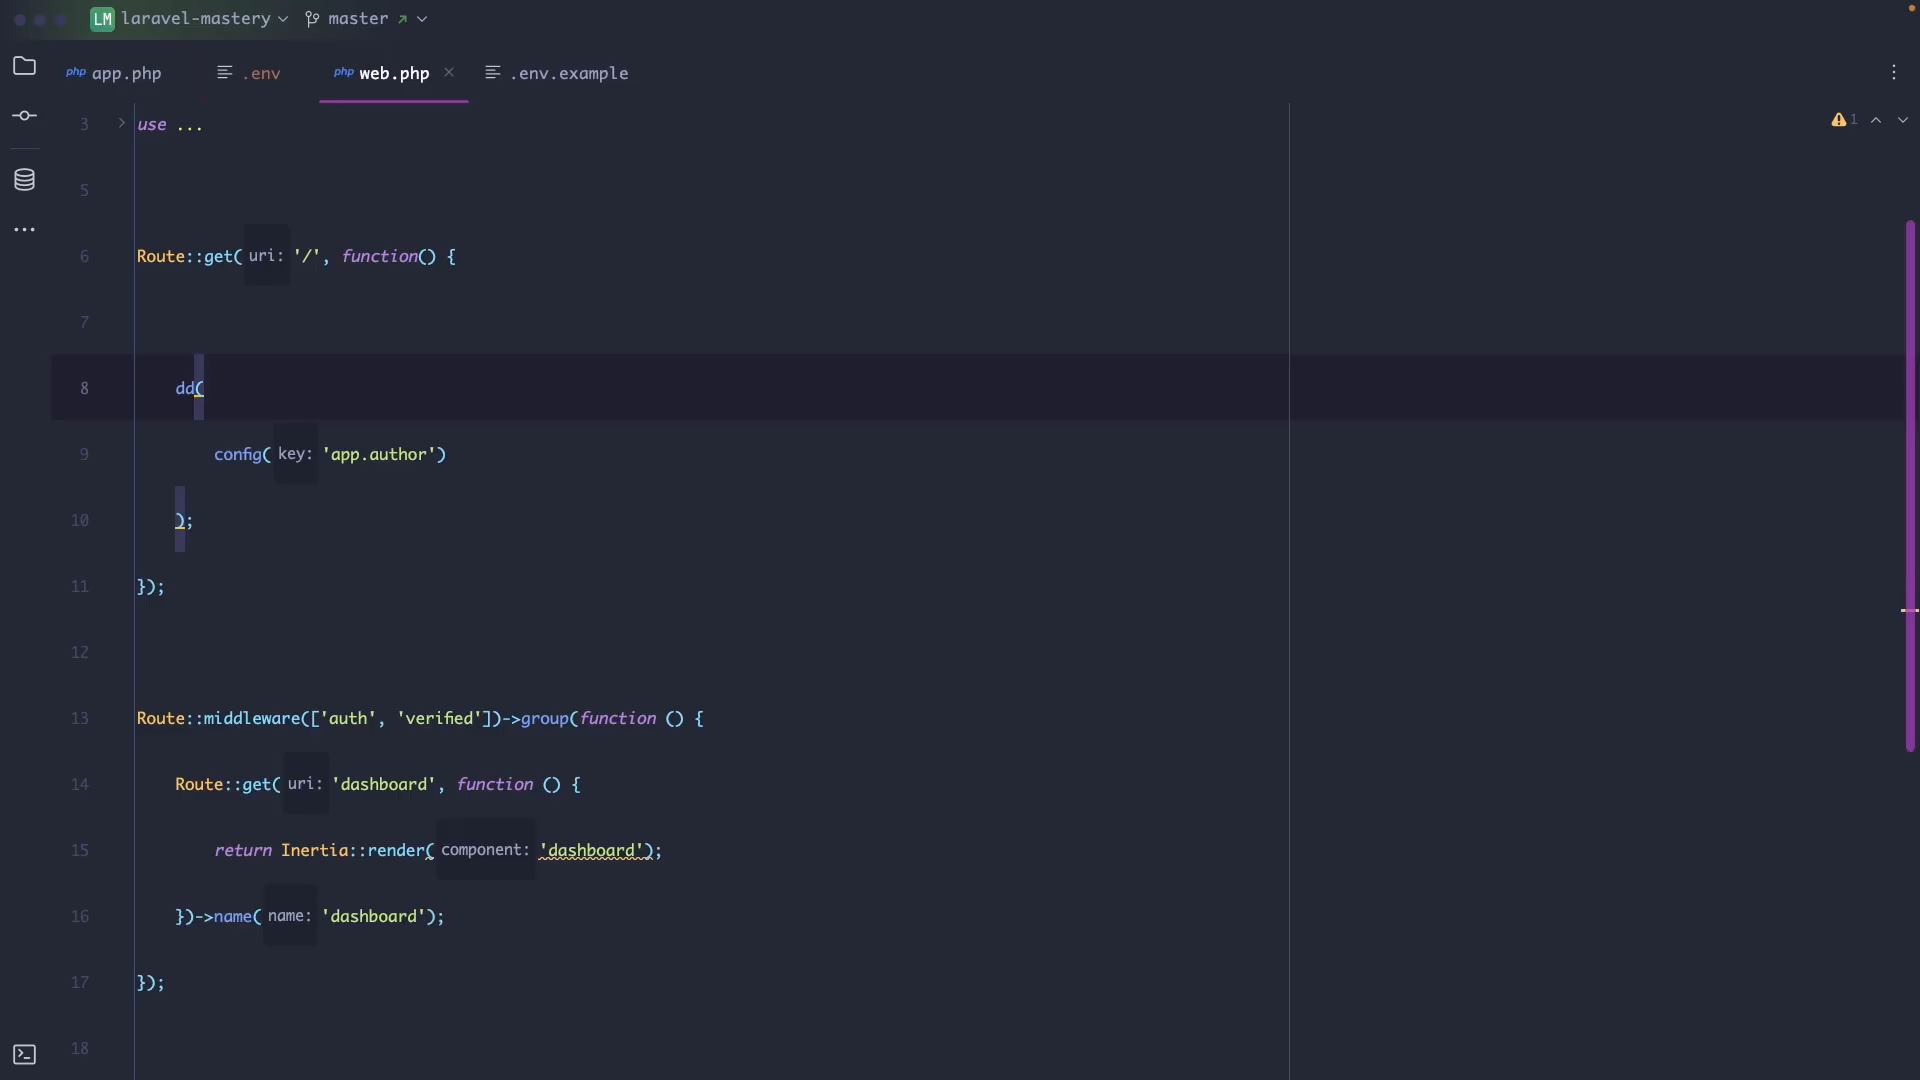 LM laravel-mastery master
php app.php .env php web.php .env.example
3 use ...
1
5
6 Route::get( uri: '/', function() {
7
8 dd(
9 config( key: 'app.author')
10 );
11 });
12
13 Route::middleware(['auth', 'verified'])->group(function () {
14 Route::get( uri: 'dashboard', function () {
15 return Inertia::render( component: 'dashboard');
16 })->name( name: 'dashboard');
17 });
18